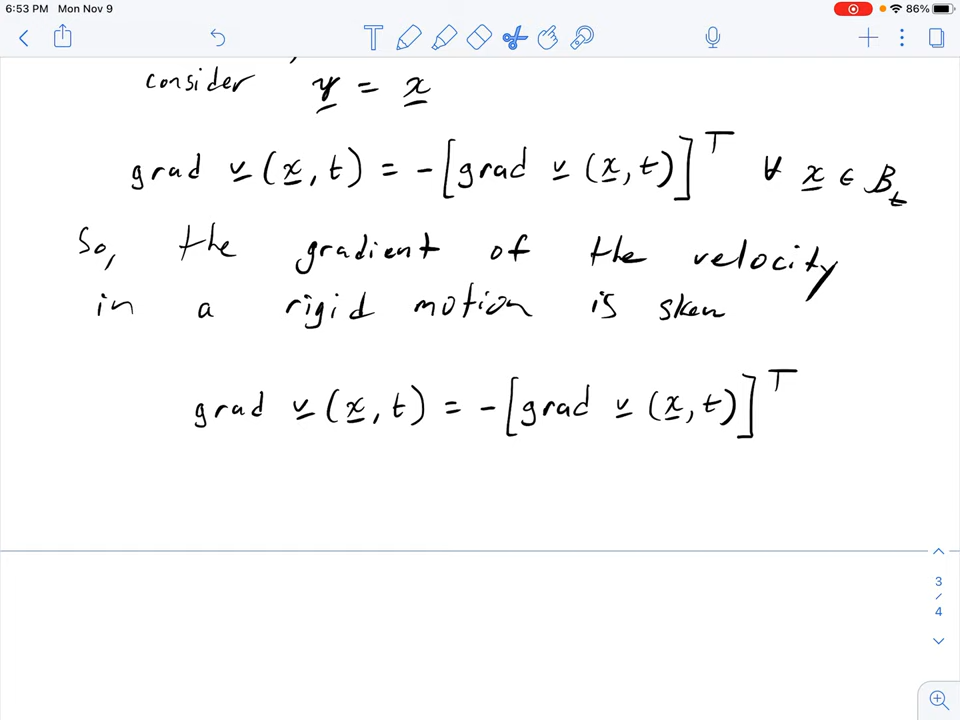 6:53 PM Mon Nov 9
86%
consider y = x
grad v (x, t) = - [grad v (x, t)]^T ∀ x ∈ B_t
So, the gradient of the velocity
in a rigid motion is skew
grad v (x, t) = - [grad v (x, t)]^T
3
/
4